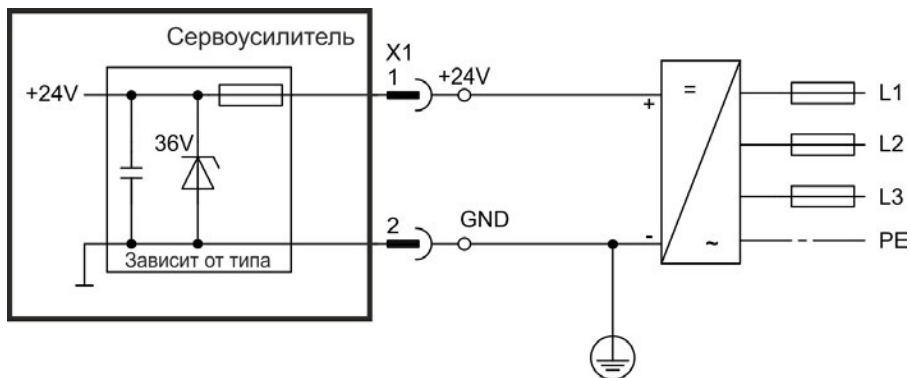 Сервоусилитель
X1
1
+24V
+24V
36V
2
GND
Зависит от типа
+
=
-
~
L1
L2
L3
PE